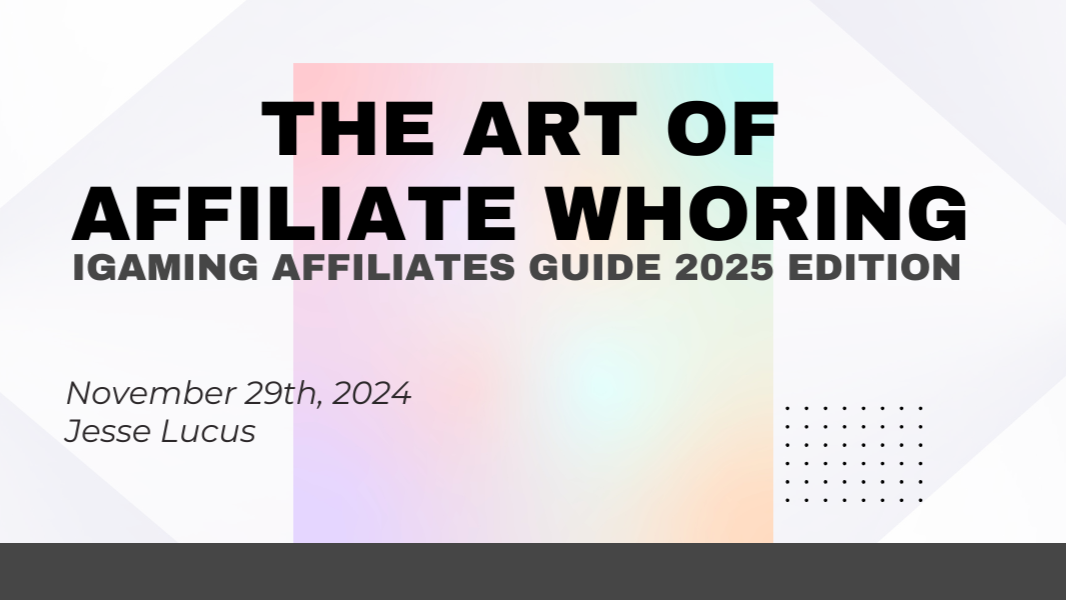 THE ART OF
AFFILIATE WHORING
IGAMING AFFILIATES GUIDE 2025 EDITION
November 29th, 2024
Jesse Lucus